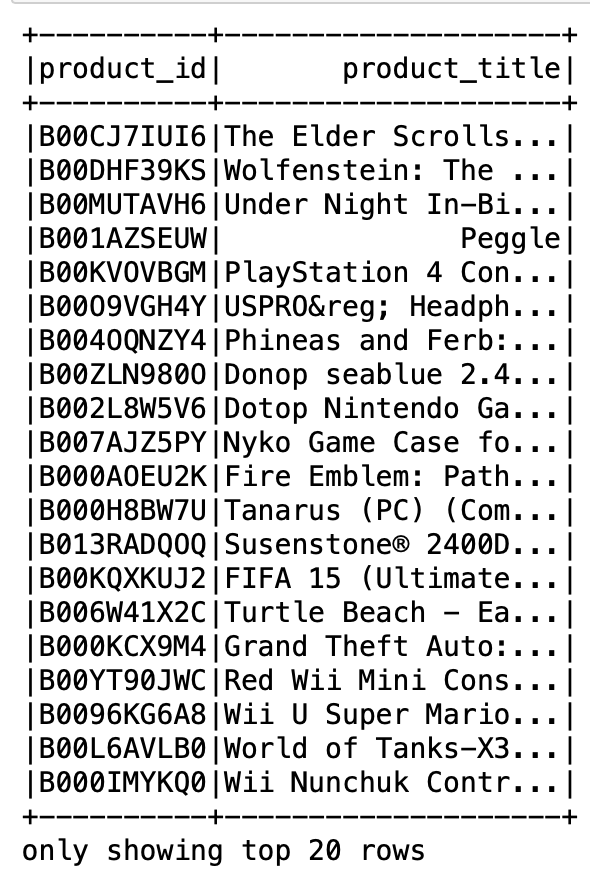 +----------+--------------------+
|product_id|       product_title|
+----------+--------------------+
|B00CJ7IUI6|The Elder Scrolls...|
|B00DHF39KS|Wolfenstein: The ...|
|B00MUTAVH6|Under Night In-Bi...|
|B001AZSEUW|              Peggle|
|B00KVOVBGM|PlayStation 4 Con...|
|B00O9VGH4Y|USPRO&reg; Headph...|
|B004OQNZY4|Phineas and Ferb:...|
|B00ZLN980O|Donop seablue 2.4...|
|B002L8W5V6|Dotop Nintendo Ga...|
|B007AJZ5PY|Nyko Game Case fo...|
|B000AOEU2K|Fire Emblem: Path...|
|B000H8BW7U|Tanarus (PC) (Com...|
|B013RADQOQ|Susenstone® 2400D...|
|B00KQXKUJ2|FIFA 15 (Ultimate...|
|B006W41X2C|Turtle Beach - Ea...|
|B000KCX9M4|Grand Theft Auto:...|
|B00YT90JWC|Red Wii Mini Cons...|
|B0096KG6A8|Wii U Super Mario...|
|B00L6AVLB0|World of Tanks-X3...|
|B000IMYKQ0|Wii Nunchuk Contr...|
+----------+--------------------+
only showing top 20 rows